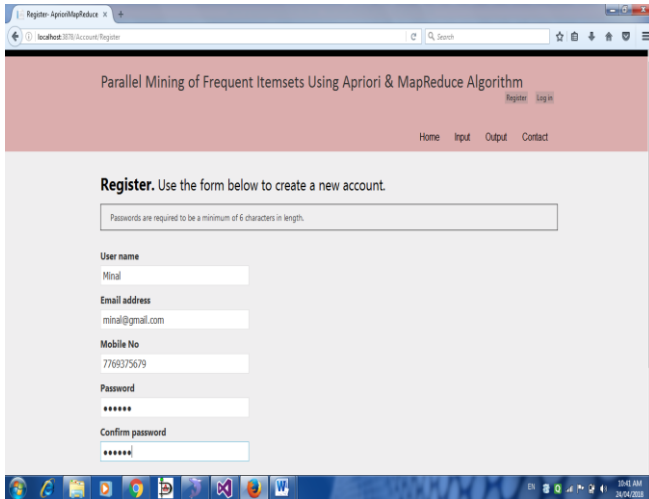 Register- AprioriMapReduce
localhost:3878/Account/Register
Search
Parallel Mining of Frequent Itemsets Using Apriori & MapReduce Algorithm
Register Log in
Home Input Output Contact
Register. Use the form below to create a new account.
Passwords are required to be a minimum of 6 characters in length.
User name
Minal
Email address
minal@gmail.com
Mobile No
7769375679
Password
••••••
Confirm password
••••••
EN
10:41 AM
24/04/2018